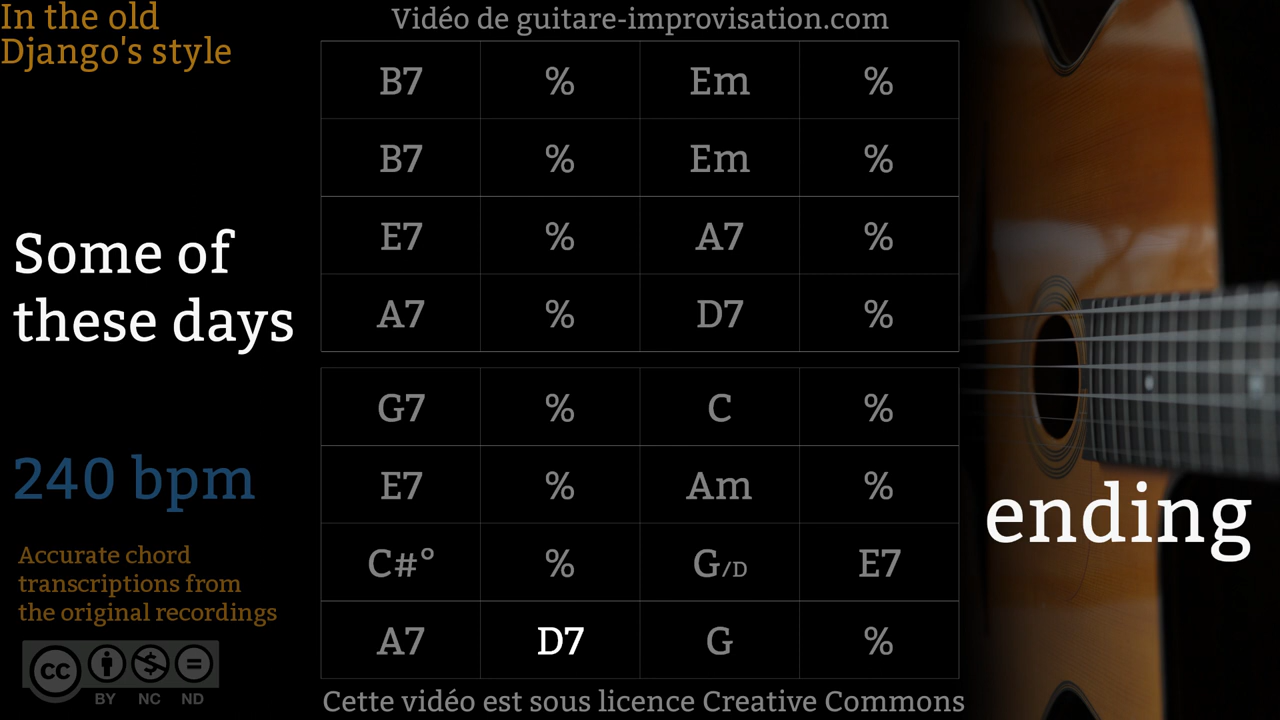 In the old
Django's style
Vidéo de guitare-improvisation.com
B7 % Em %
B7 % Em %
E7 % A7 %
A7 % D7 %
Some of
these days
G7 % C %
E7 % Am %
C#° % G/D E7
A7 D7 G %
240 bpm
ending
Accurate chord
transcriptions from
the original recordings
cc
BY NC ND
Cette vidéo est sous licence Creative Commons